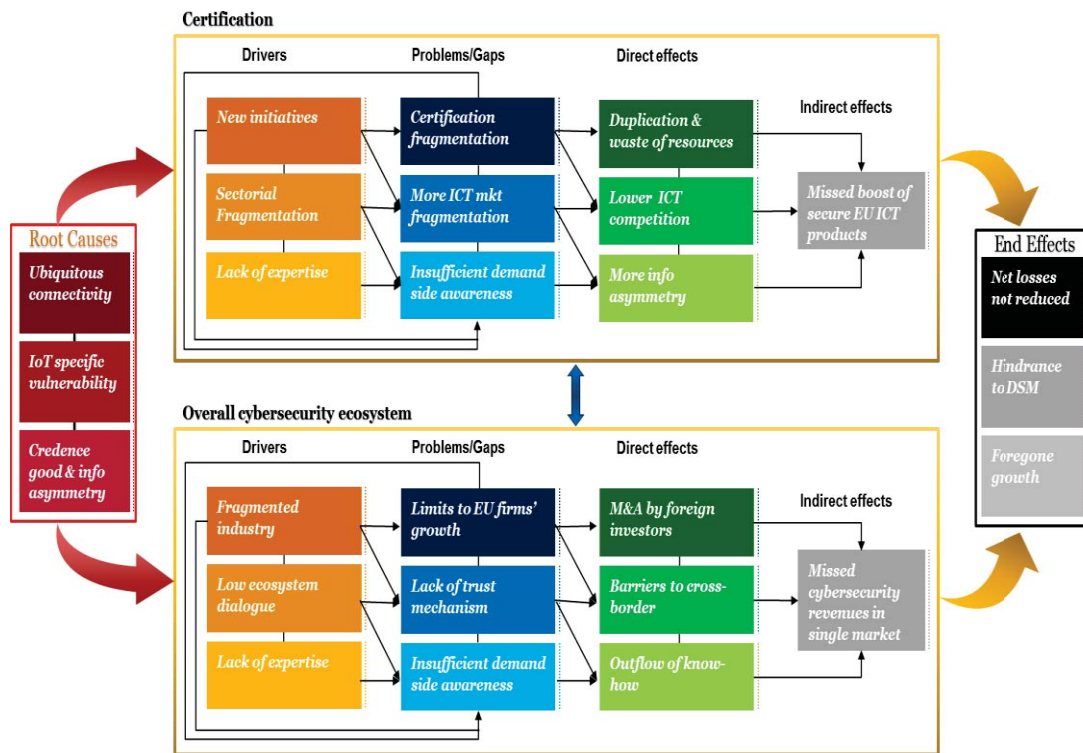 Certification
Drivers
Problems/Gaps
Direct effects
Indirect effects
New initiatives
Certification
fragmentation
Duplication &
waste of resources
Sectorial
Fragmentation
More ICT mkt
fragmentation
Lower ICT
competition
Missed boost of
secure EU ICT
products
Lack of expertise
Insufficient demand
side awareness
More info
asymmetry
Root Causes
Ubiquitous
connectivity
IoT specific
vulnerability
Credence
good & info
asymmetry
End Effects
Net losses
not reduced
Hindrance
to DSM
Foregone
growth
Overall cybersecurity ecosystem
Drivers
Problems/Gaps
Direct effects
Indirect effects
Fragmented
industry
Limits to EU firms'
growth
M&A by foreign
investors
Low ecosystem
dialogue
Lack of trust
mechanism
Barriers to cross-
border
Missed
cybersecurity
revenues in
single market
Lack of expertise
Insufficient demand
side awareness
Outflow of know-
how